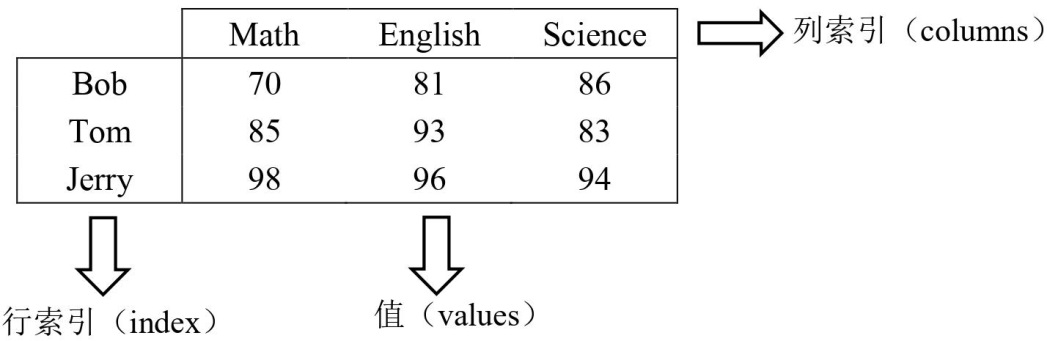 Math English Science 列索引（columns）
Bob 70 81 86
Tom 85 93 83
Jerry 98 96 94
行索引（index） 值（values）